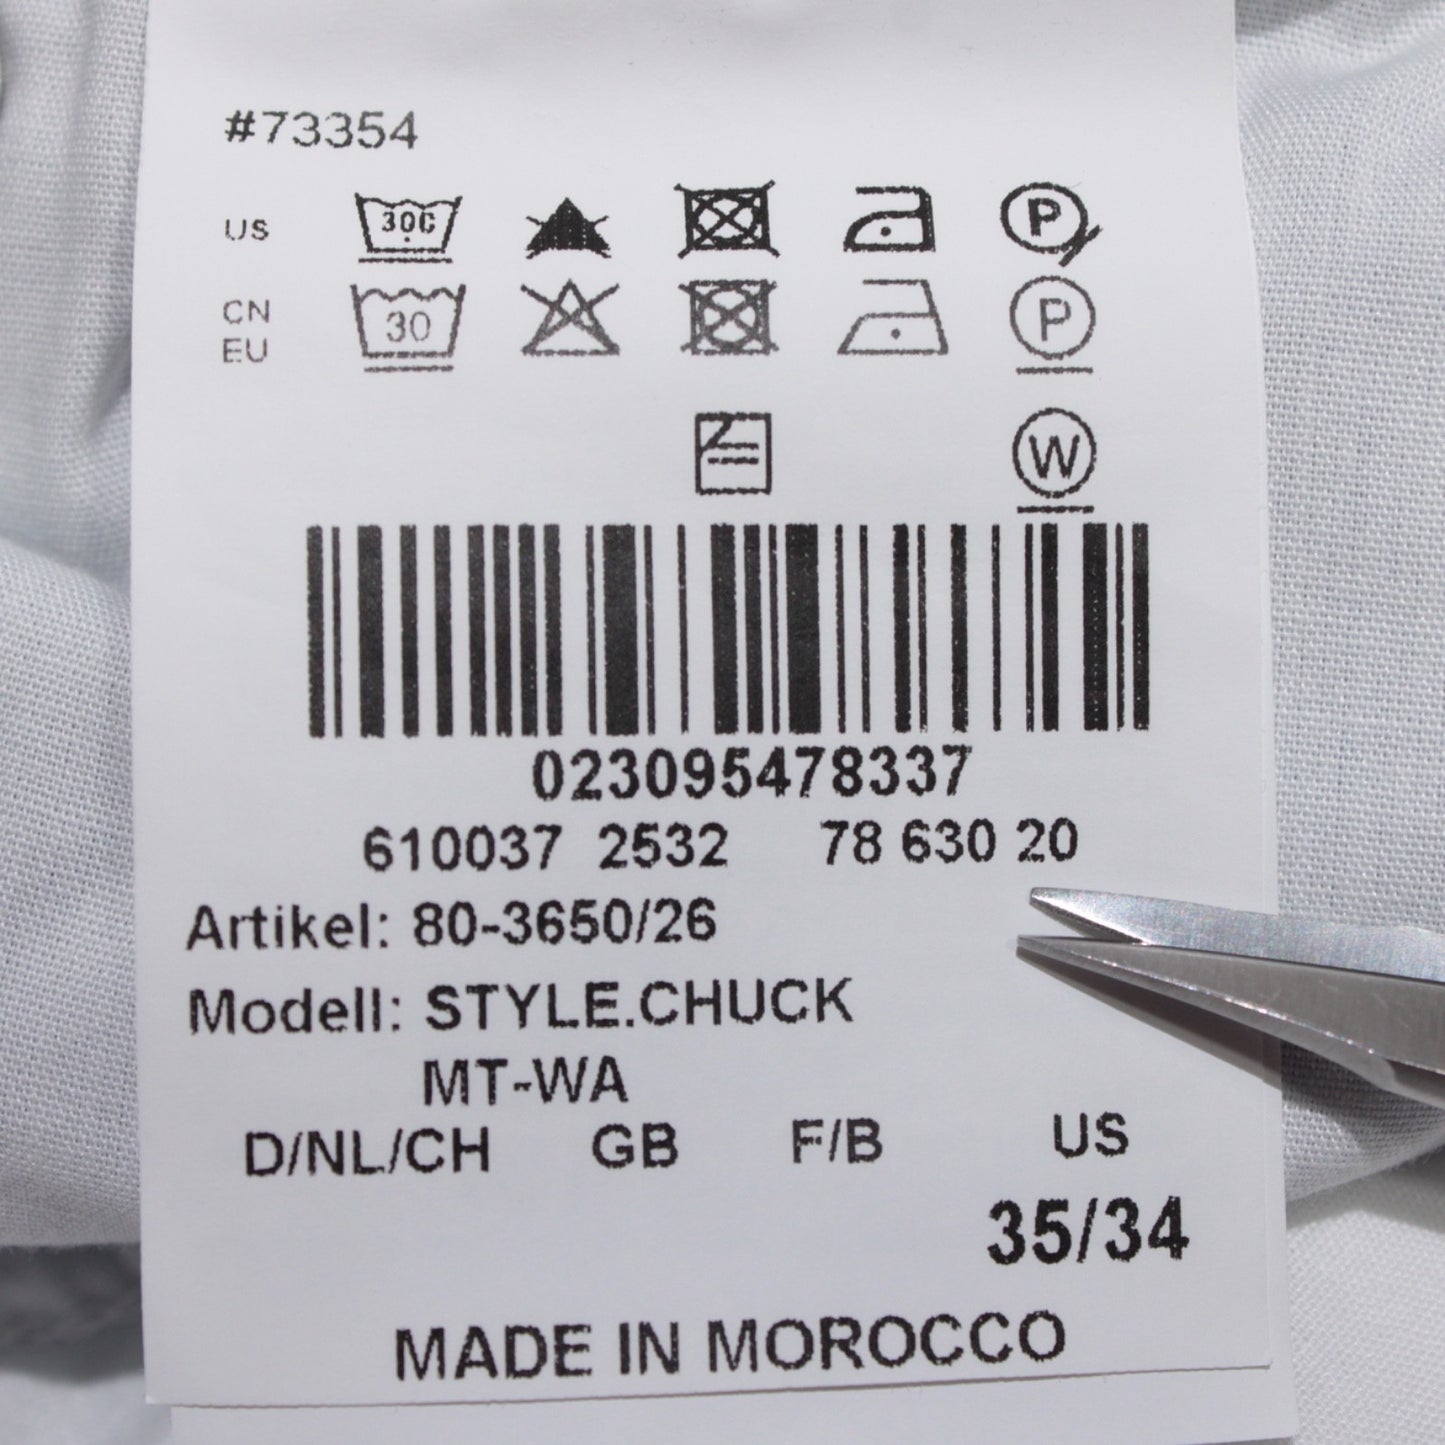 #73354
US 30C P
CN
EU 30 P
W
023095478337
610037 2532 78 630 20
Artikel: 80-3650/26
Modell: STYLE.CHUCK
MT-WA
D/NL/CH GB F/B US
35/34
MADE IN MOROCCO